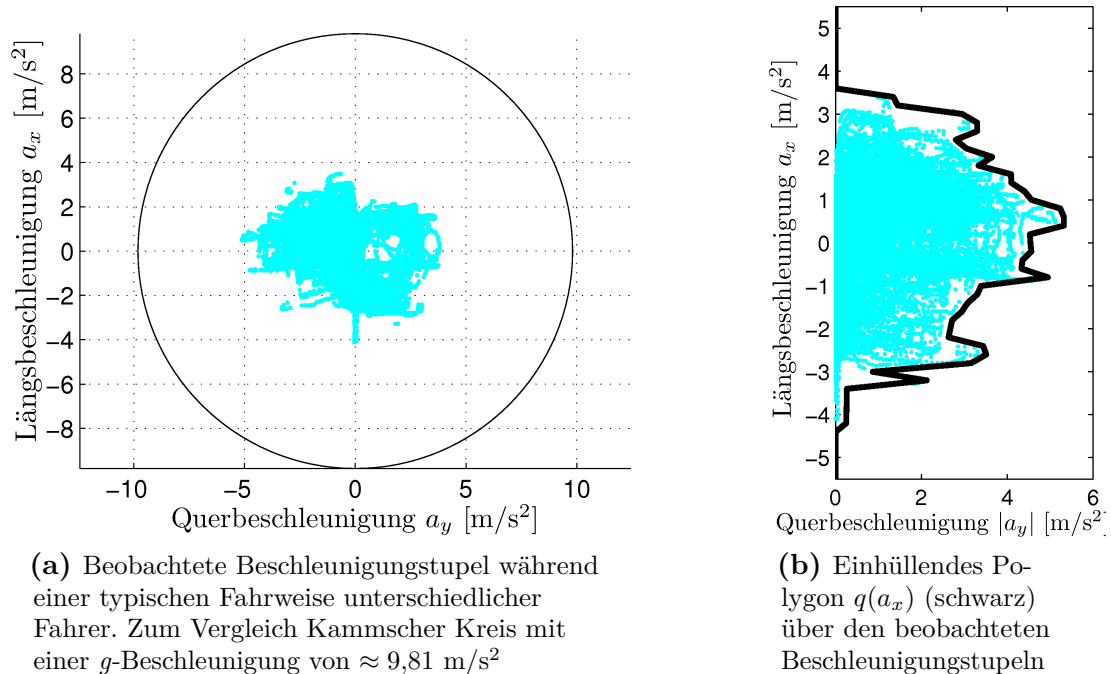 Längsbeschleunigung a_x [m/s²]
8
6
4
2
0
−2
−4
−6
−8
−10 −5 0 5 10
Querbeschleunigung a_y [m/s²]
(a) Beobachtete Beschleunigungstupel während
einer typischen Fahrweise unterschiedlicher
Fahrer. Zum Vergleich Kammscher Kreis mit
einer g-Beschleunigung von ≈ 9,81 m/s²
Längsbeschleunigung a_x [m/s²]
5
4
3
2
1
0
−1
−2
−3
−4
−5
0 2 4 6
Querbeschleunigung |a_y| [m/s²]
(b) Einhüllendes Po-
lygon q(a_x) (schwarz)
über den beobachteten
Beschleunigungstupeln